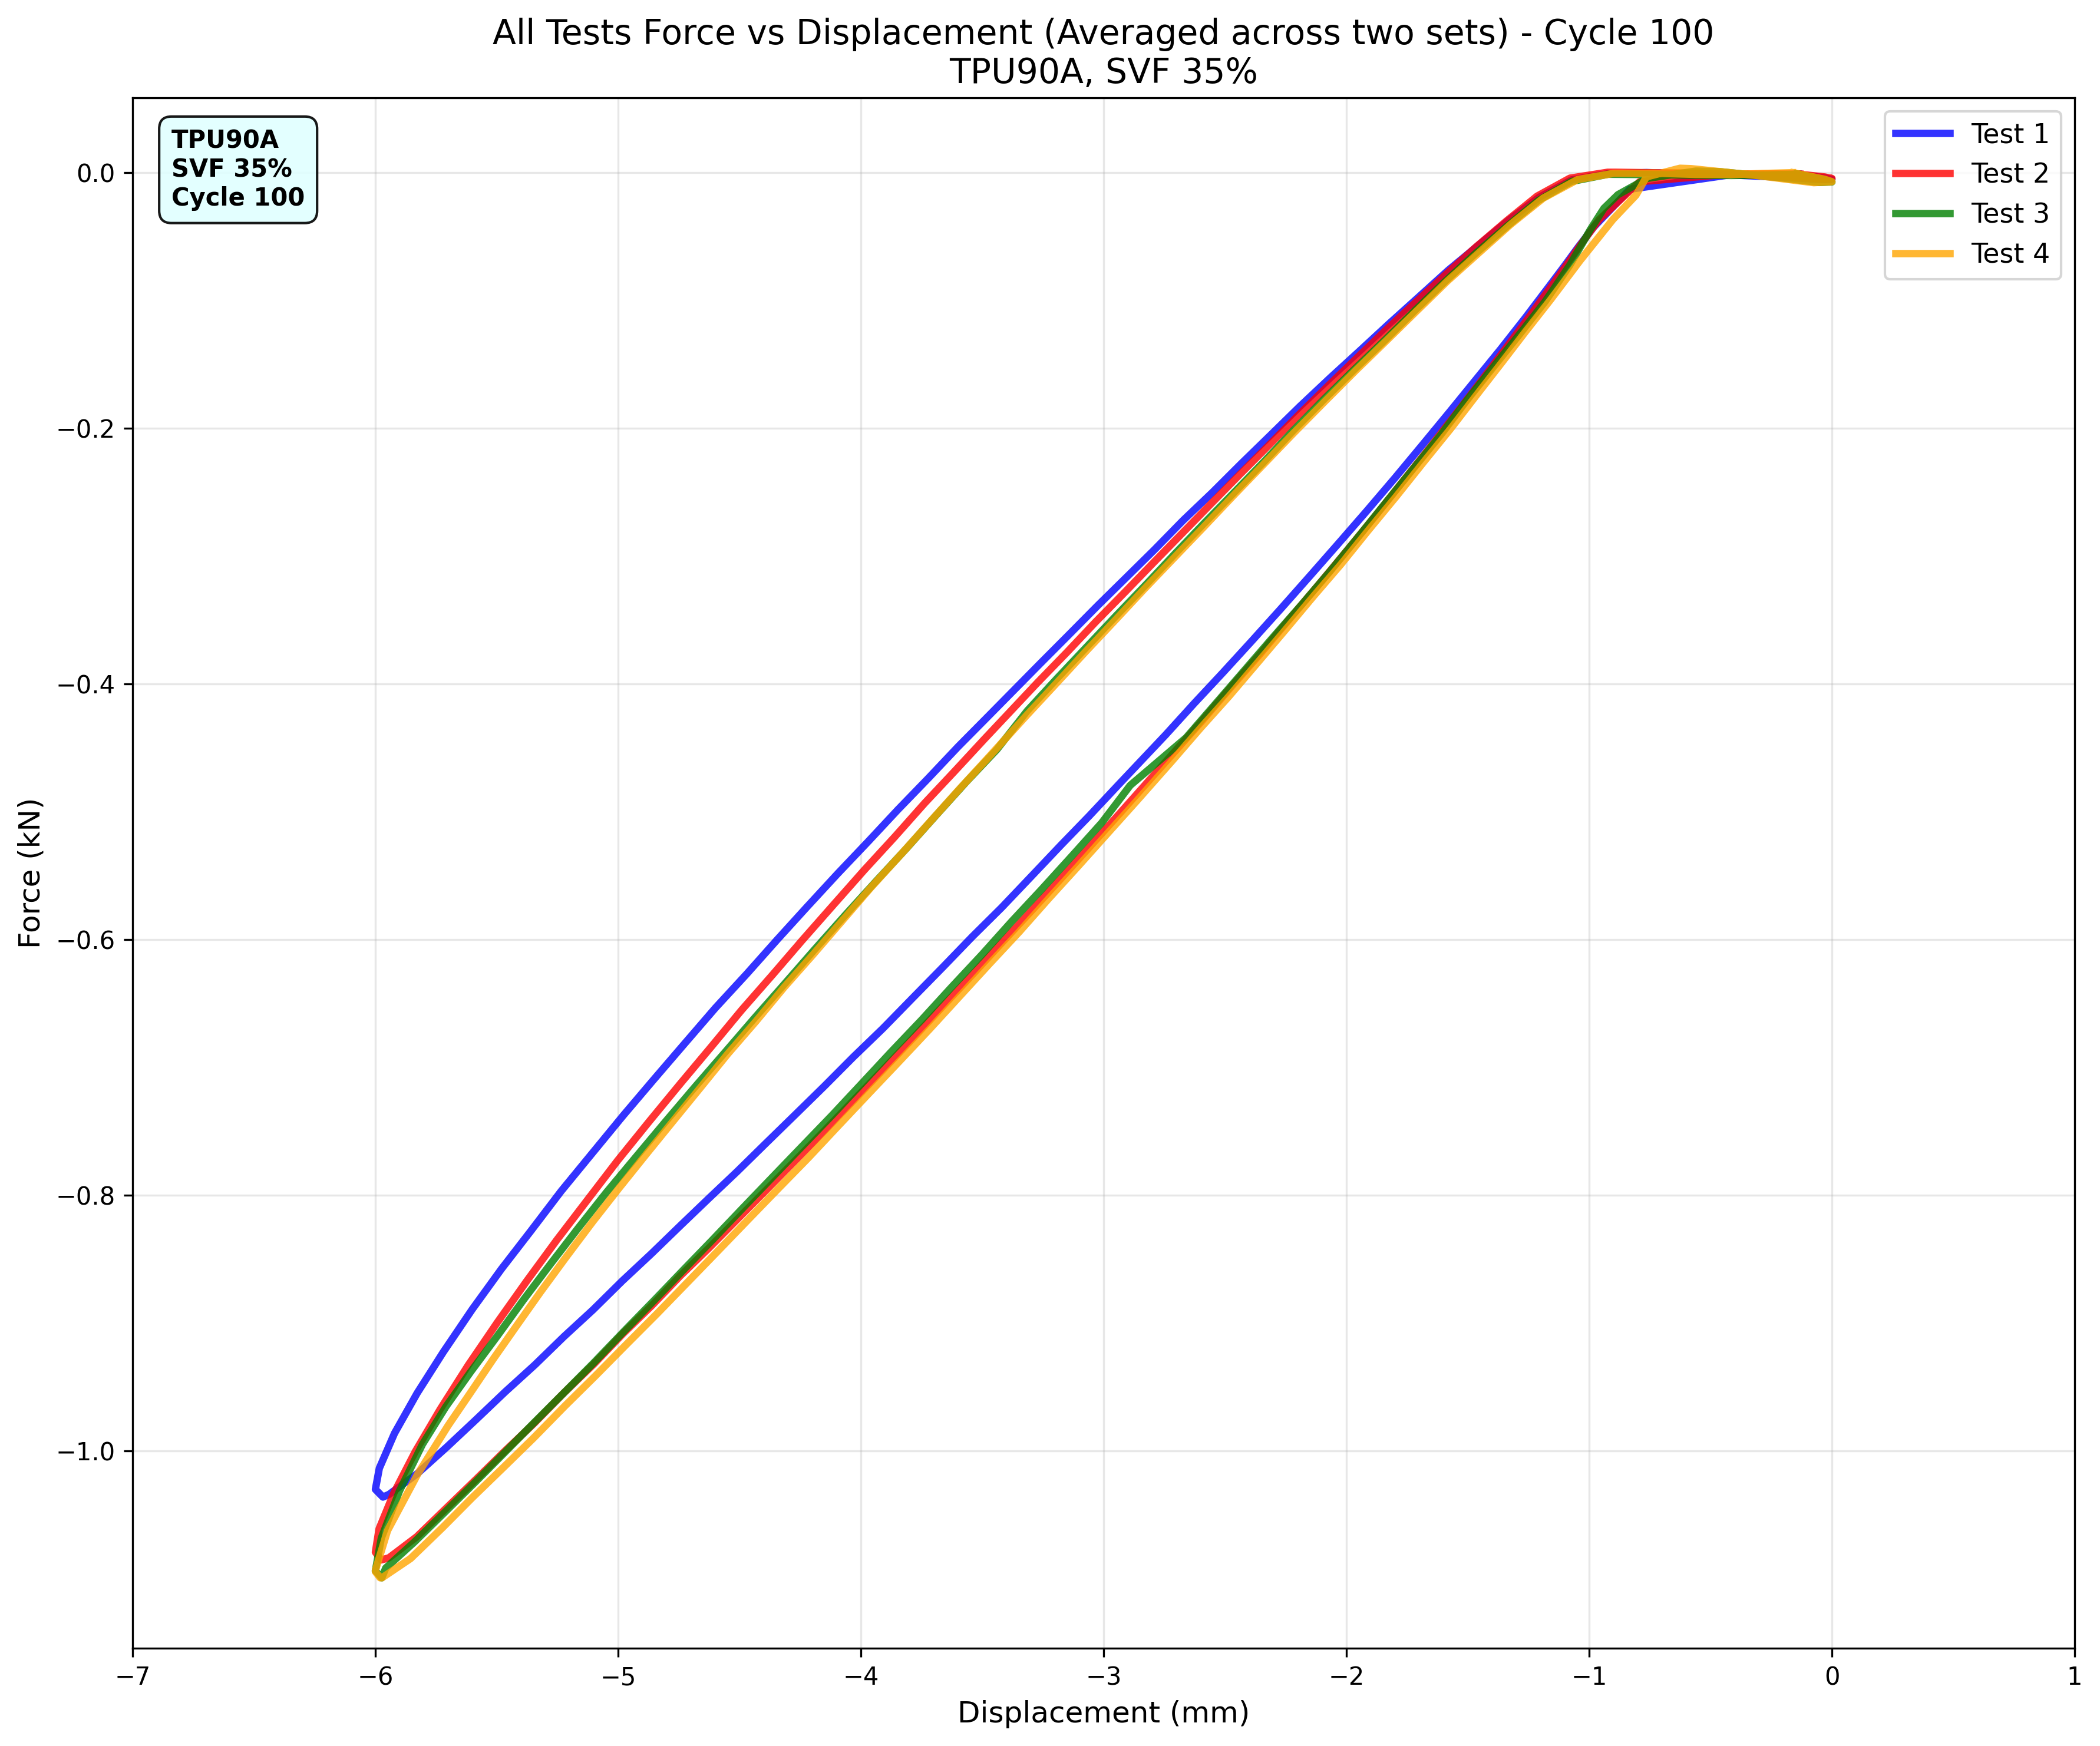 All Tests Force vs Displacement (Averaged across two sets) - Cycle 100
TPU90A, SVF 35%
TPU90A
SVF 35%
Cycle 100
Test 1
Test 2
Test 3
Test 4
Force (kN)
0.0
−0.2
−0.4
−0.6
−0.8
−1.0
−7
−6
−5
−4
−3
−2
−1
0
1
Displacement (mm)